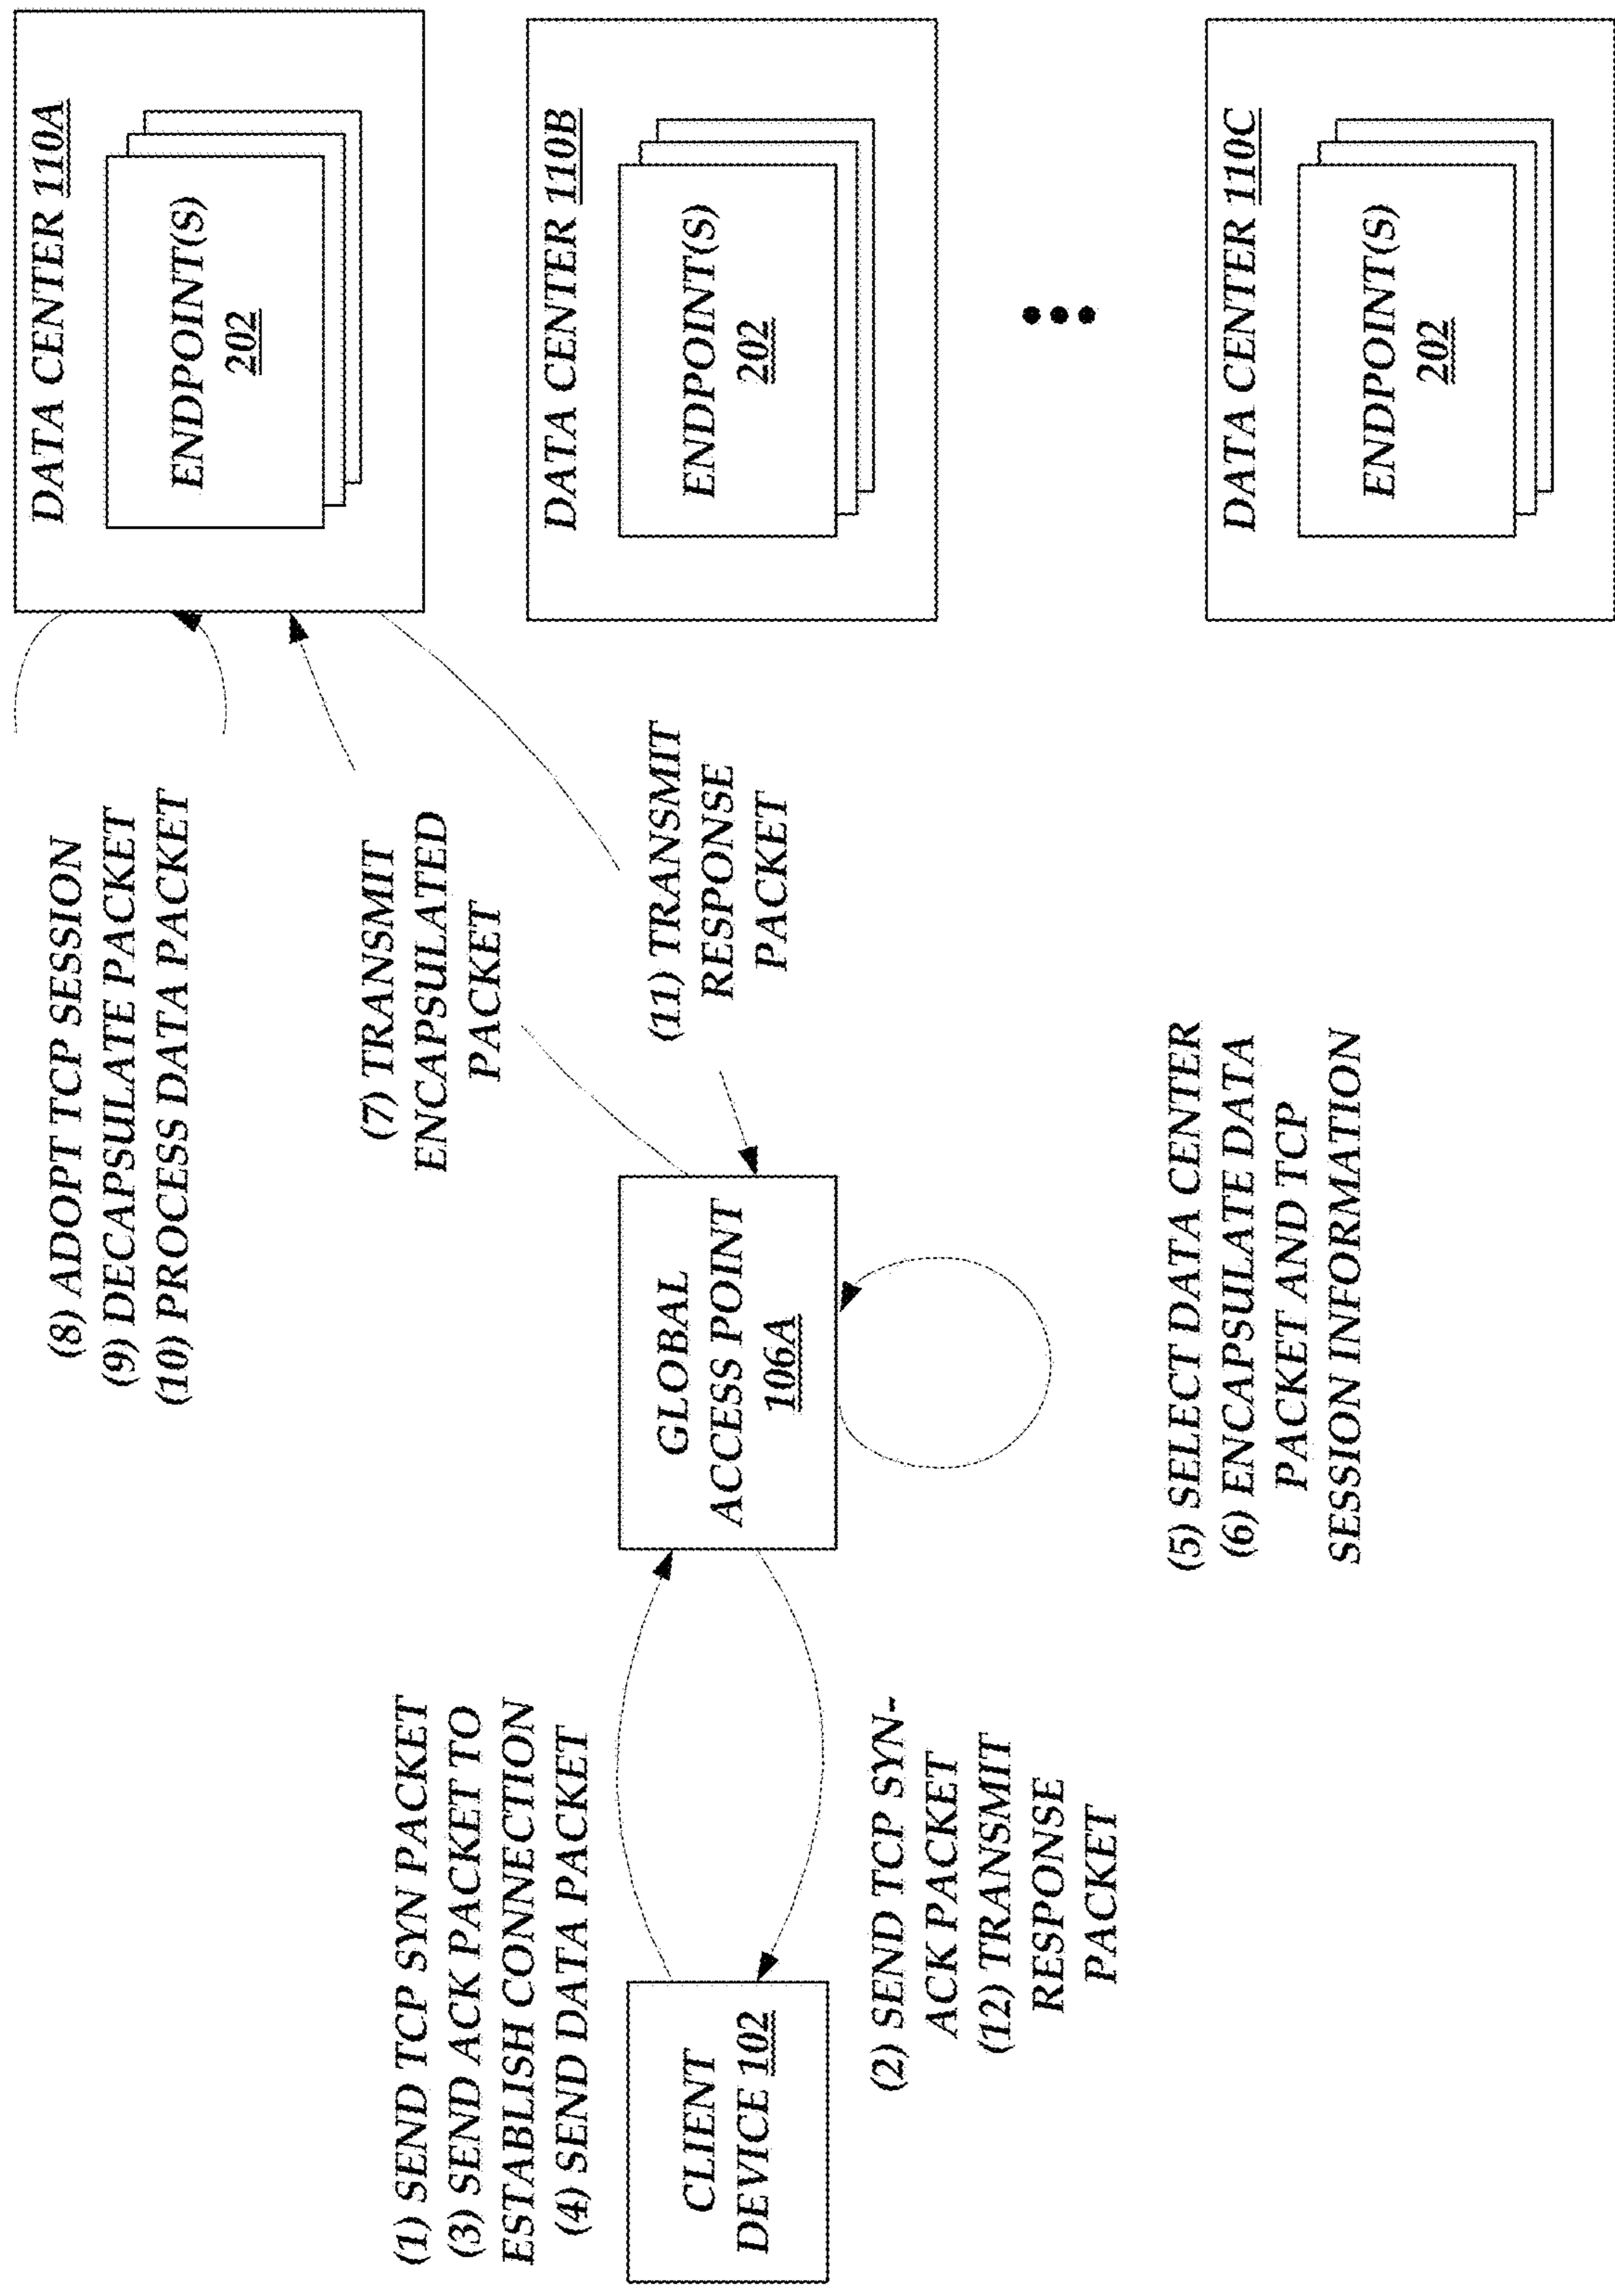 (1) SEND TCP SYN PACKET
(3) SEND ACK PACKET TO
ESTABLISH CONNECTION
(4) SEND DATA PACKET
CLIENT
DEVICE 102
(2) SEND TCP SYN-
ACK PACKET
(12) TRANSMIT
RESPONSE
PACKET
GLOBAL
ACCESS POINT
106A
(5) SELECT DATA CENTER
(6) ENCAPSULATE DATA
PACKET AND TCP
SESSION INFORMATION
(7) TRANSMIT
ENCAPSULATED
PACKET
(8) ADOPT TCP SESSION
(9) DECAPSULATE PACKET
(10) PROCESS DATA PACKET
(11) TRANSMIT
RESPONSE
PACKET
DATA CENTER 110A
ENDPOINT(S)
202
DATA CENTER 110B
ENDPOINT(S)
202
DATA CENTER 110C
ENDPOINT(S)
202